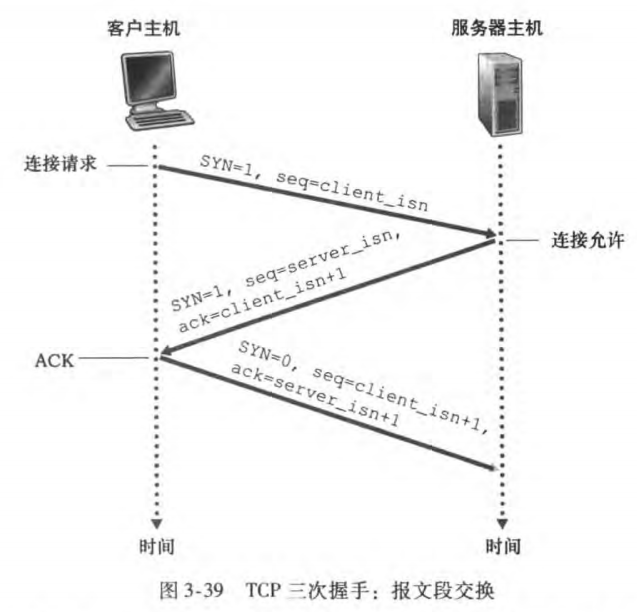 客户主机
服务器主机
连接请求
SYN=1, seq=client_isn
连接允许
SYN=1, seq=server_isn,
ack=client_isn+1
ACK
SYN=0, seq=client_isn+1,
ack=server_isn+1
时间
时间
图 3-39 TCP 三次握手：报文段交换